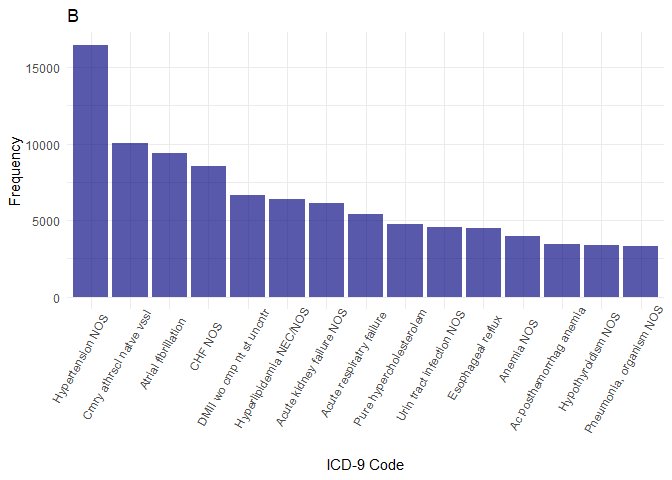 B
Frequency
15000
10000
5000
0
Hypertension NOS
Crnry athrscl natve vssl
Atrial fibrillation
CHF NOS
DMII wo cmp nt st uncntr
Hyperlipidemia NEC/NOS
Acute kidney failure NOS
Acute respiratry failure
Pure hypercholesterolem
Urin tract infection NOS
Esophageal reflux
Anemia NOS
Ac posthemorrhag anemia
Hypothyroidism NOS
Pneumonia, organism NOS
ICD-9 Code